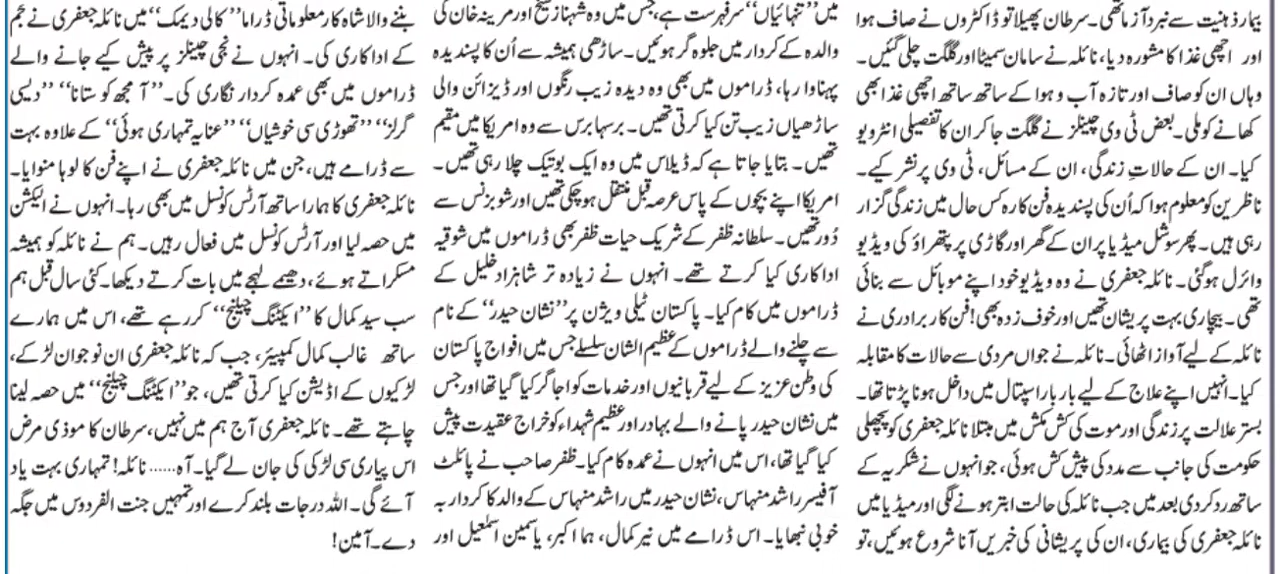 بیمار ذہنیت سے نبرد آزما تھی۔ سرطان پھیلا تو ڈاکٹروں نے صاف ہوا
اور اچھی غذا کا مشورہ دیا، نائلہ نے سامان سمیٹا اور گلگت چلی گئیں۔
وہاں ان کو صاف اور تازہ آب و ہوا کے ساتھ ساتھ اچھی غذا بھی
کھانے کو ملی۔ بعض ٹی وی چینلز نے گلگت جا کر ان کا تفصیلی انٹرویو
کیا۔ ان کے حالاتِ زندگی، ان کے مسائل، ٹی وی پر نشر کیے۔
ناظرین کو معلوم ہوا کہ اُن کی پسندیدہ فن کارہ کس حال میں زندگی گزار
رہی ہیں۔ پھر سوشل میڈیا پر ان کے گھر اور گاڑی پر پتھراؤ کی ویڈیو
وائرل ہوگئی۔ نائلہ جعفری نے وہ ویڈیو خود اپنے موبائل سے بنائی
تھی۔ بیچاری بہت پریشان تھیں اور خوف زدہ بھی! فن کار برادری نے
نائلہ کے لیے آواز اٹھائی۔ نائلہ نے جواں مردی سے حالات کا مقابلہ
کیا۔ انہیں اپنے علاج کے لیے بار بار اسپتال میں داخل ہونا پڑتا تھا۔
بستر علالت پر زندگی اور موت کی کش مکش میں مبتلا نائلہ جعفری کو پچھلی
حکومت کی جانب سے مدد کی پیش کش ہوئی، جو انہوں نے شکریہ کے
ساتھ رد کردی بعد میں جب نائلہ کی حالت ابتر ہونے لگی اور میڈیا میں
نائلہ جعفری کی بیماری، ان کی پریشانی کی خبریں آنا شروع ہوئیں، تو
میں ’’تنہائیاں‘‘ سرفہرست ہے، جس میں وہ شہناز شیخ اور مرینہ خان کی
والدہ کے کردار میں جلوہ گر ہوئیں۔ ساڑھی ہمیشہ سے اُن کا پسندیدہ
پہناوا رہا، ڈراموں میں بھی وہ دیدہ زیب رنگوں اور ڈیزائن والی
ساڑھیاں زیب تن کیا کرتی تھیں۔ برسہا برس سے وہ امریکا میں مقیم
تھیں۔ بتایا جاتا ہے کہ ڈیلاس میں وہ ایک بوتیک چلا رہی تھیں۔
امریکا اپنے بچوں کے پاس عرصہ قبل منتقل ہوچکی تھیں اور شوبزنس سے
دُور تھیں۔ سلطانہ ظفر کے شریک حیات ظفر بھی ڈراموں میں شوقیہ
اداکاری کیا کرتے تھے۔ انہوں نے زیادہ تر شاہزاد خلیل کے
ڈراموں میں کام کیا۔ پاکستان ٹیلی ویژن پر ’’نشان حیدر‘‘ کے نام
سے چلنے والے ڈراموں کے عظیم الشان سلسلے جس میں افواج پاکستان
کی وطن عزیز کے لیے قربانیوں اور خدمات کو اجاگر کیا گیا تھا اور جس
میں نشان حیدر پانے والے بہادر اور عظیم شہداء کو خراج عقیدت پیش
کیا گیا تھا، اس میں انہوں نے عمدہ کام کیا۔ ظفر صاحب نے پائلٹ
آفیسر راشد منہاس، نشان حیدر میں راشد منہاس کے والد کا کردار بہ
خوبی نبھایا۔ اس ڈرامے میں نیر کمال، ہما اکبر، یاسمین اسمٰعیل اور
بننے والا شاہ کار معلوماتی ڈراما ’’کالی دیمک‘‘ میں نائلہ جعفری نے جم
کے اداکاری کی۔ انہوں نے نجی چینلز پر پیش کیے جانے والے
ڈراموں میں بھی عمدہ کردار نگاری کی۔ ’’آ مجھ کو ستانا‘‘ ’’دیسی
گرلز‘‘ ’’تھوڑی سی خوشیاں‘‘ ’’عنایہ تمہاری ہوئی‘‘ کے علاوہ بہت
سے ڈرامے ہیں، جن میں نائلہ جعفری نے اپنے فن کا لوہا منوایا۔
نائلہ جعفری کا ہمارا ساتھ آرٹس کونسل میں بھی رہا۔ انہوں نے الیکشن
میں حصہ لیا اور آرٹس کونسل میں فعال رہیں۔ ہم نے نائلہ کو ہمیشہ
مسکراتے ہوئے، دھیمے لہجے میں بات کرتے دیکھا۔ کئی سال قبل ہم
سب سید کمال کا ’’ایکٹنگ چیلنج‘‘ کررہے تھے، اس میں ہمارے
ساتھ غالب کمال کمپیئر، جب کہ نائلہ جعفری ان نوجوان لڑکے،
لڑکیوں کے اڈیشن کیا کرتی تھیں، جو ’’ایکٹنگ چیلنج‘‘ میں حصہ لینا
چاہتے تھے۔ نائلہ جعفری آج ہم میں نہیں، سرطان کا موذی مرض
اس پیاری سی لڑکی کی جان لے گیا۔ آہ...... نائلہ! تمہاری بہت یاد
آئے گی۔ اللہ درجات بلند کرے اور تمہیں جنت الفردوس میں جگہ
دے۔ آمین!